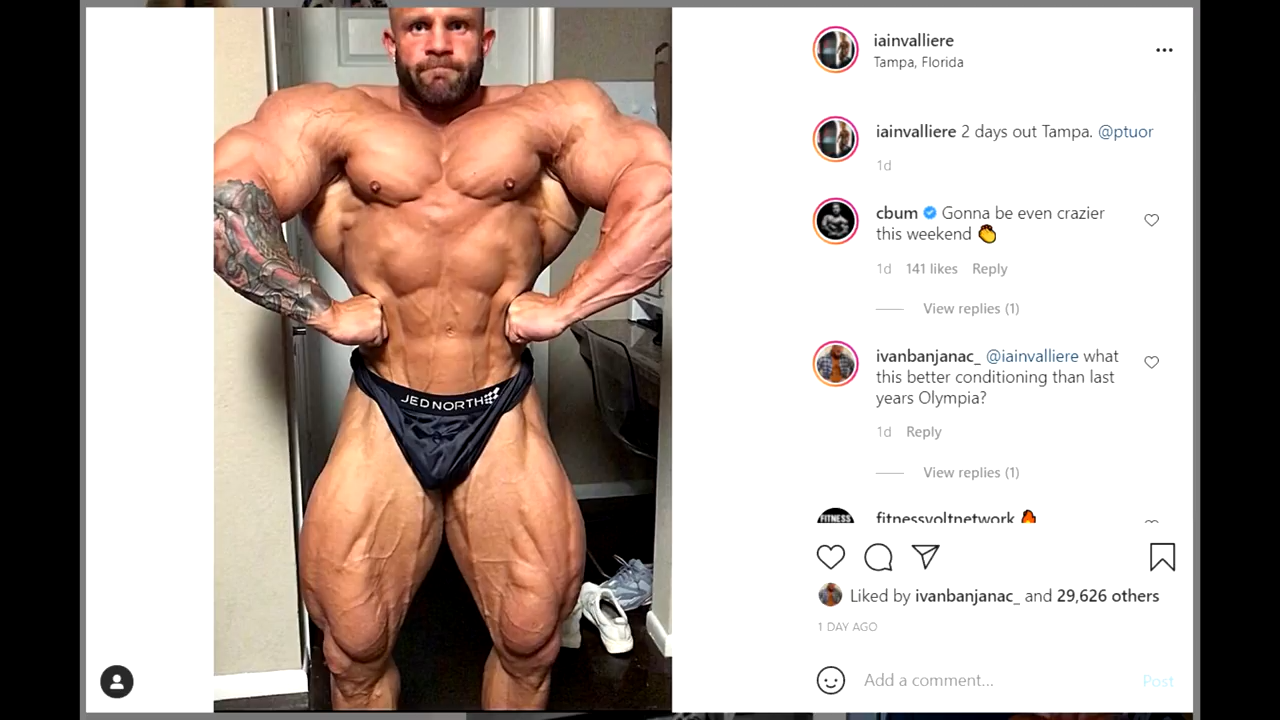 iainvalliere
Tampa, Florida
iainvalliere 2 days out Tampa. @ptuor
1d
cbum Gonna be even crazier
this weekend
1d 141 likes Reply
View replies (1)
ivanbanjanac_ @iainvalliere what
this better conditioning than last
years Olympia?
1d Reply
View replies (1)
FITNESS
fitnessvoltnetwork
Liked by ivanbanjanac_ and 29,626 others
1 DAY AGO
Add a comment...
Post
JED NORTH